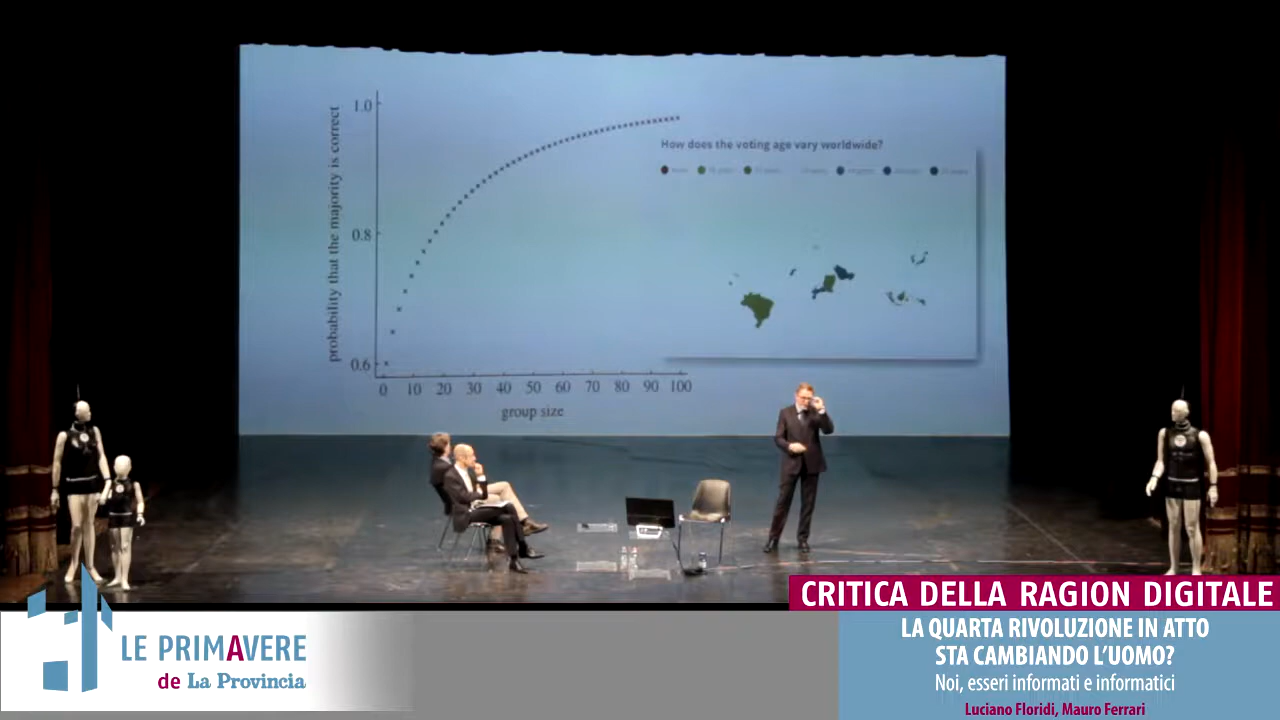 1.0
0.8
0.6
probability that the majority is correct
0 10 20 30 40 50 60 70 80 90 100
group size
How does the voting age vary worldwide?
CRITICA DELLA RAGION DIGITALE
LA QUARTA RIVOLUZIONE IN ATTO
STA CAMBIANDO L'UOMO?
Noi, esseri informati e informatici
Luciano Floridi, Mauro Ferrari
LE PRIMAVERE
de La Provincia